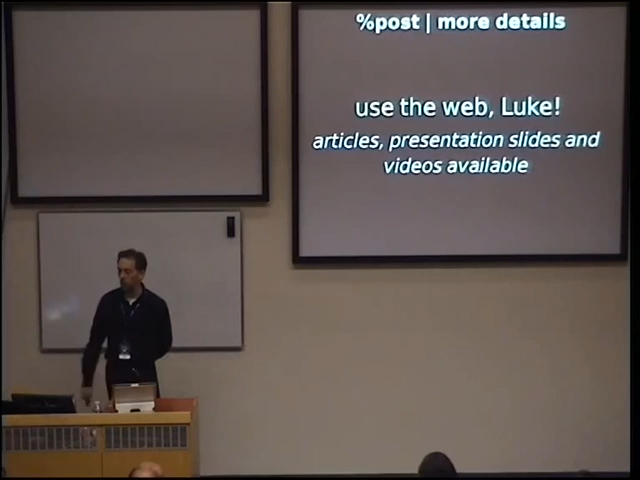 %post | more details
use the web, Luke!
articles, presentation slides and
videos available